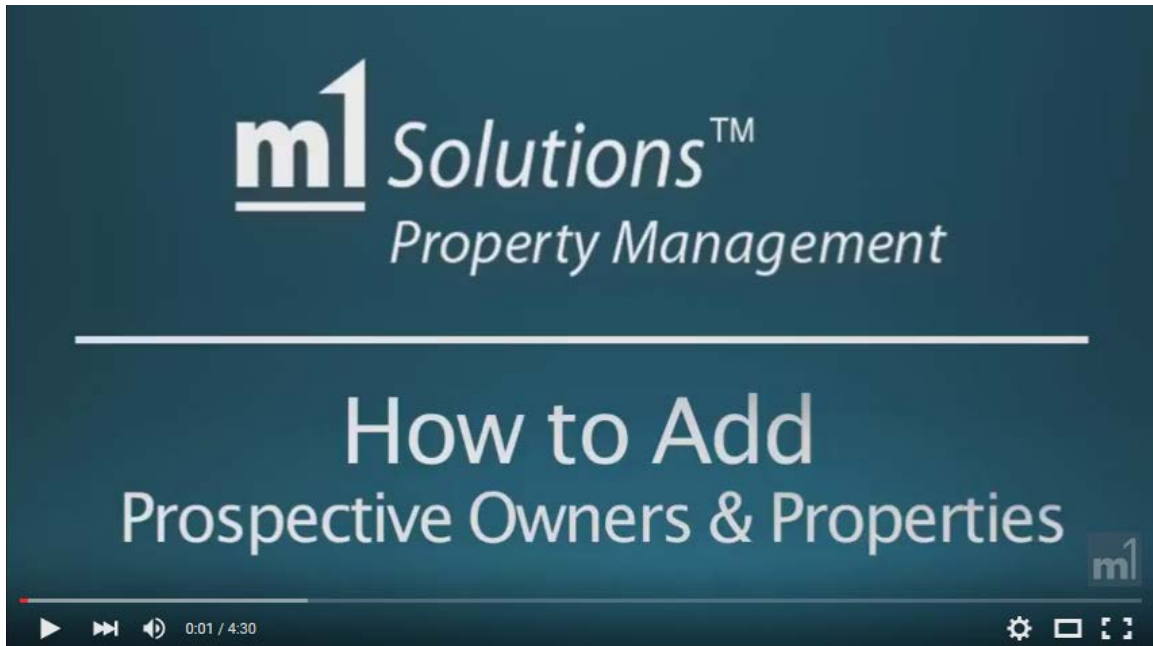 m1 Solutions™
Property Management
How to Add
Prospective Owners & Properties
m1
0:01 / 4:30